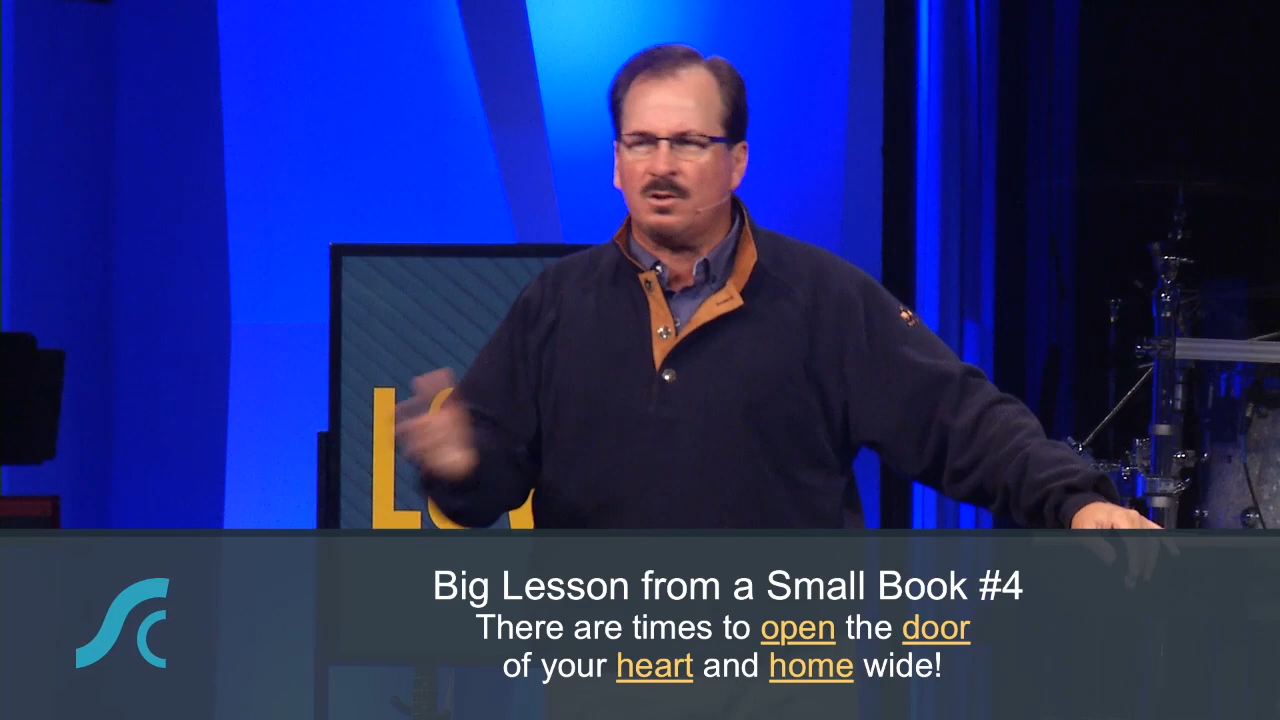 Big Lesson from a Small Book #4
There are times to open the door
of your heart and home wide!